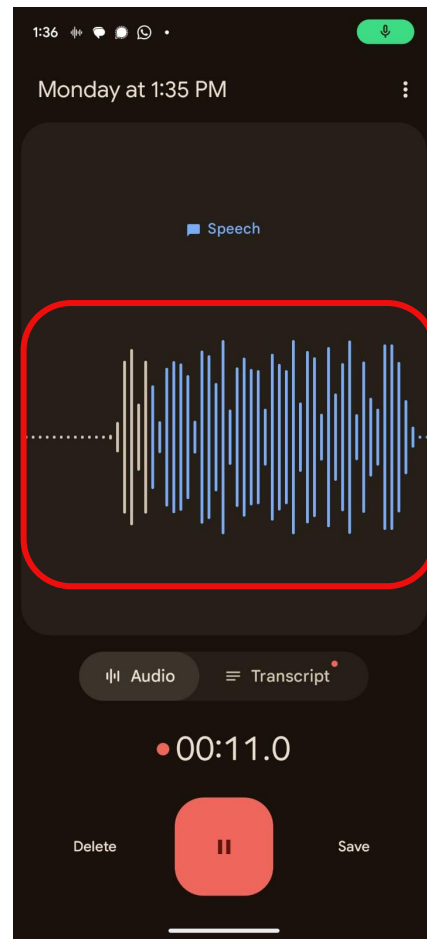 1:36
Monday at 1:35 PM
Speech
Audio
Transcript
00:11.0
Delete
Save